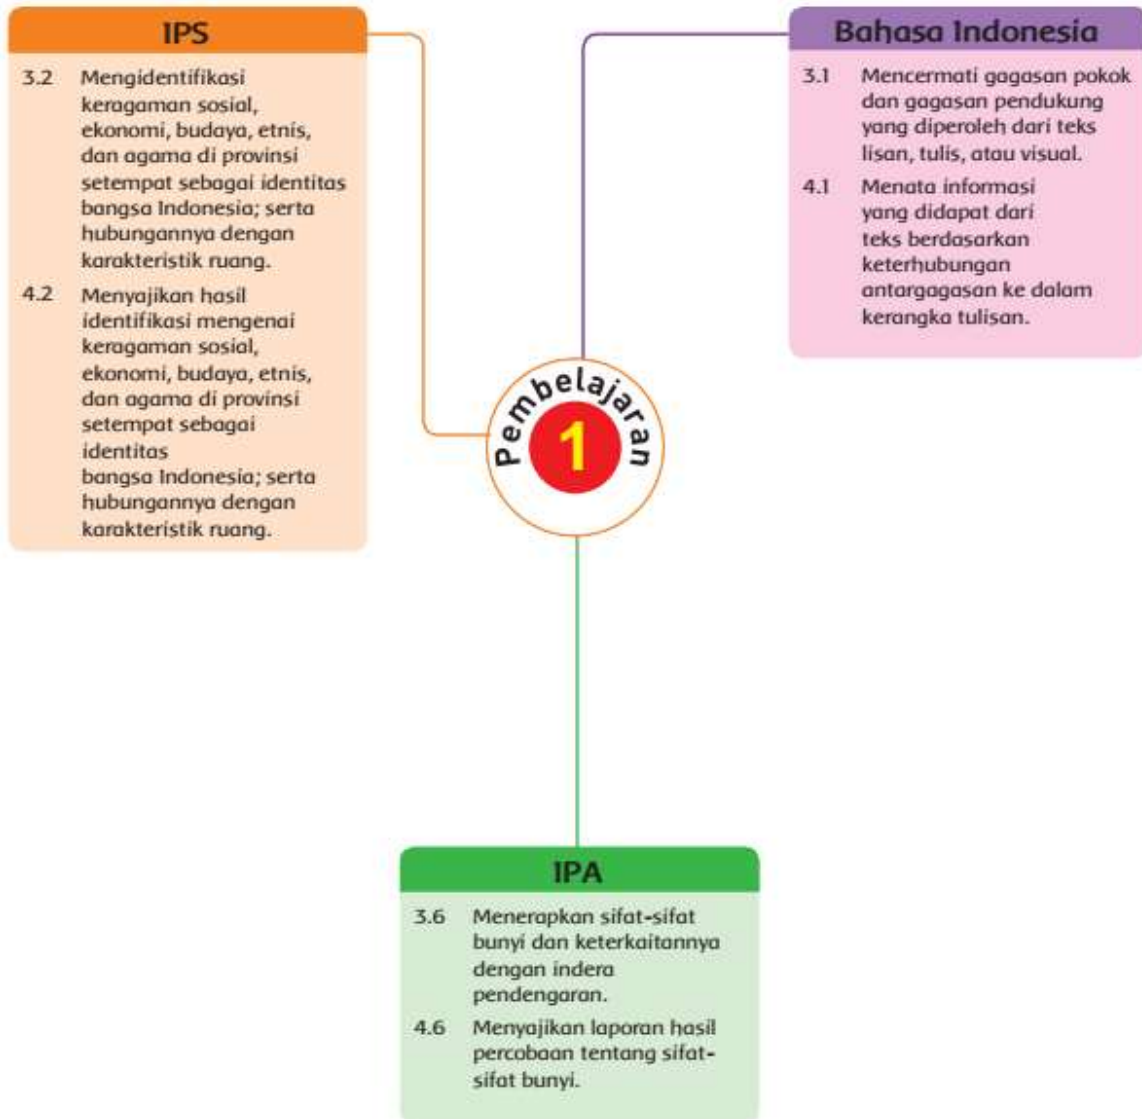 IPS
3.2 Mengidentifikasi
keragaman sosial,
ekonomi, budaya, etnis,
dan agama di provinsi
setempat sebagai identitas
bangsa Indonesia; serta
hubungannya dengan
karakteristik ruang.
4.2 Menyajikan hasil
identifikasi mengenai
keragaman sosial,
ekonomi, budaya, etnis,
dan agama di provinsi
setempat sebagai
identitas
bangsa Indonesia; serta
hubungannya dengan
karakteristik ruang.
Bahasa Indonesia
3.1 Mencermati gagasan pokok
dan gagasan pendukung
yang diperoleh dari teks
lisan, tulis, atau visual.
4.1 Menata informasi
yang didapat dari
teks berdasarkan
keterhubungan
antargagasan ke dalam
kerangka tulisan.
Pembelajaran
1
IPA
3.6 Menerapkan sifat-sifat
bunyi dan keterkaitannya
dengan indera
pendengaran.
4.6 Menyajikan laporan hasil
percobaan tentang sifat-
sifat bunyi.